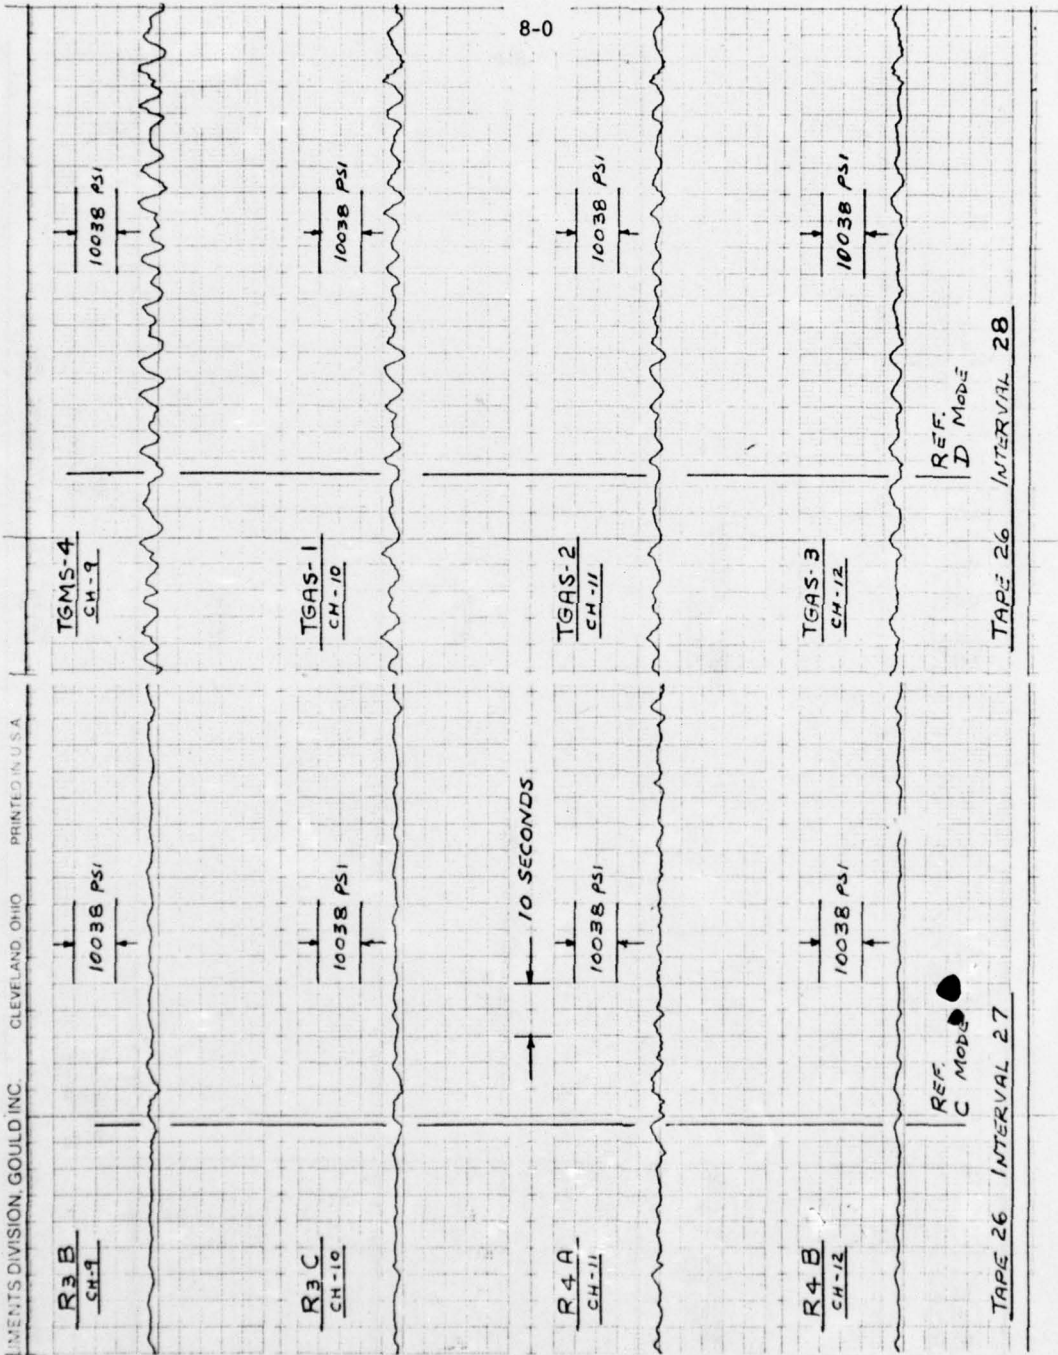 8-0
UMENTS DIVISION, GOULD INC. CLEVELAND, OHIO PRINTED IN U.S.A.
R3 B
CH-9
10038 PSI
TGMS-4
CH-9
10038 PSI
R3 C
CH-10
10038 PSI
TGAS-1
CH-10
10038 PSI
10 SECONDS
R4 A
CH-11
10038 PSI
TGAS-2
CH-11
10038 PSI
R4 B
CH-12
10038 PSI
TGAS-3
CH-12
10038 PSI
REF.
C MODE
REF.
D MODE
TAPE 26 INTERVAL 27
TAPE 26 INTERVAL 28